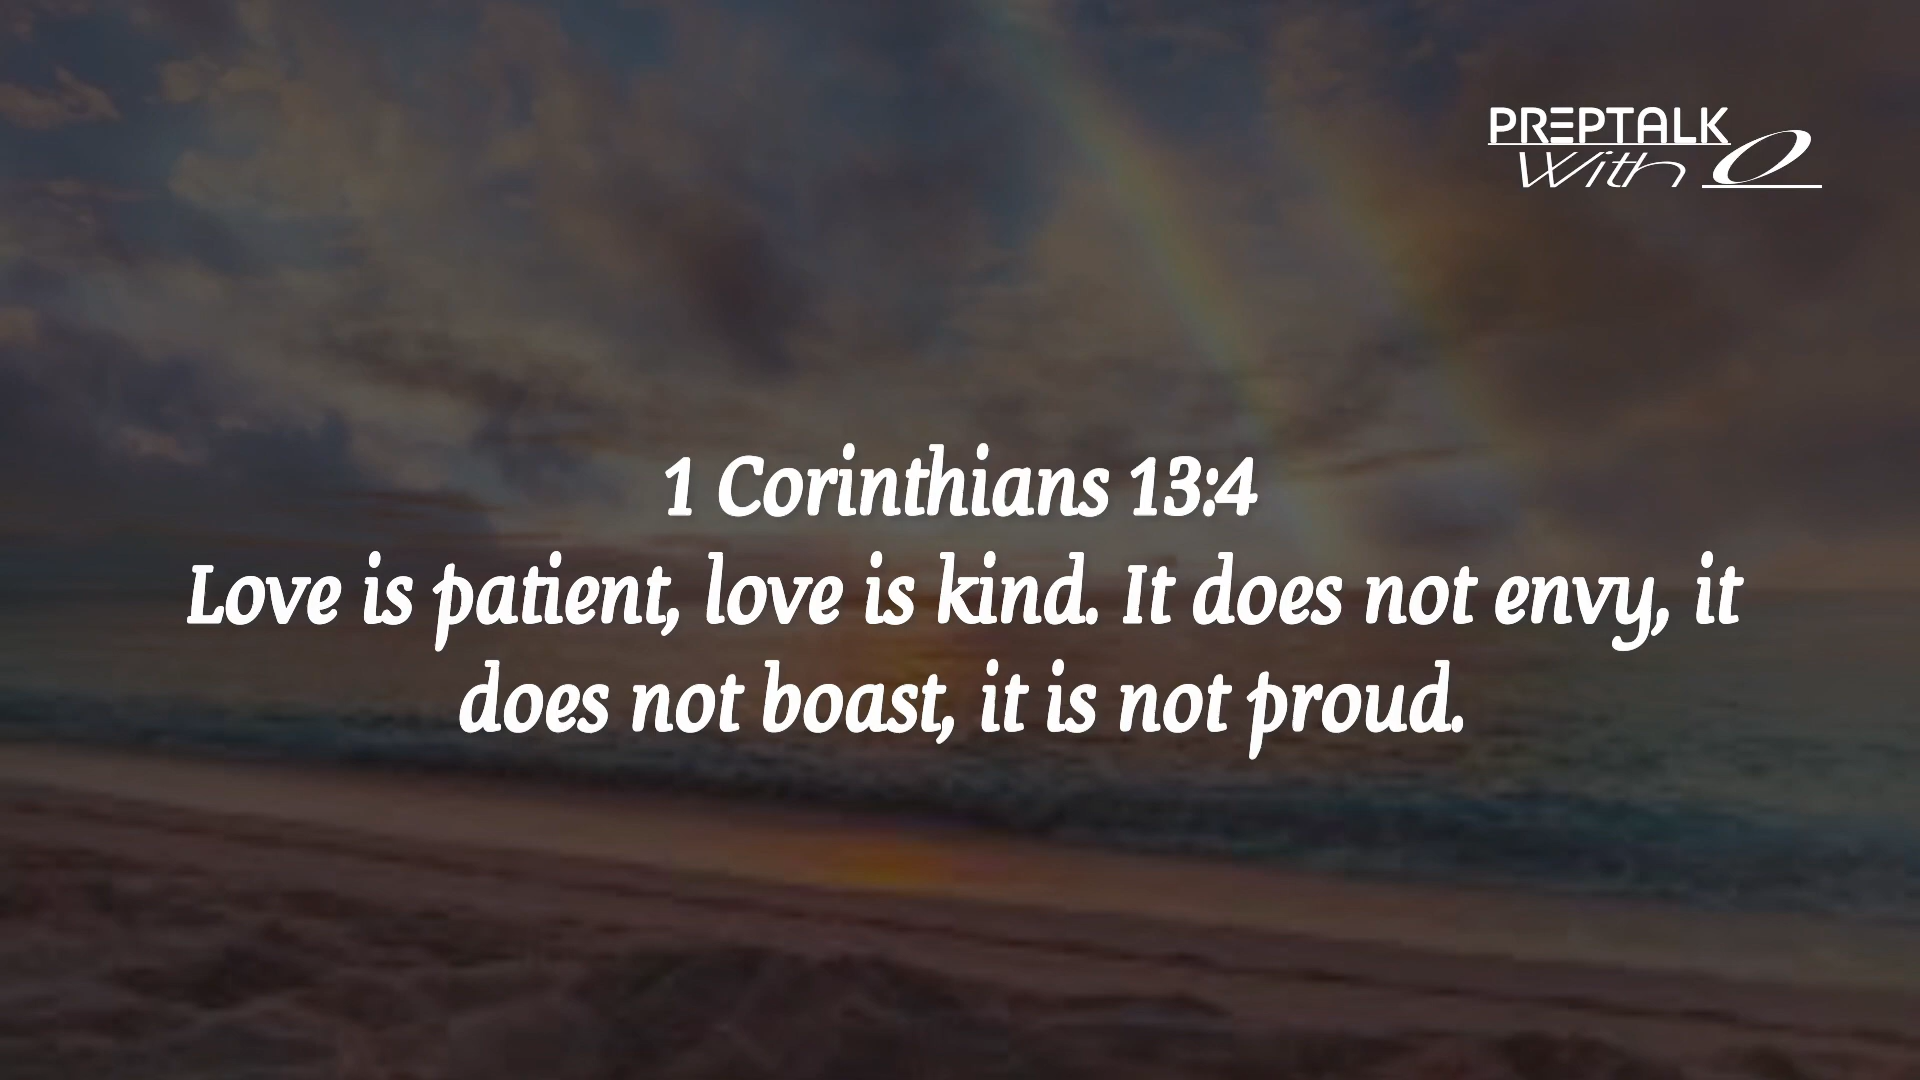 PREPTALK
With O
1 Corinthians 13:4
Love is patient, love is kind. It does not envy, it
does not boast, it is not proud.